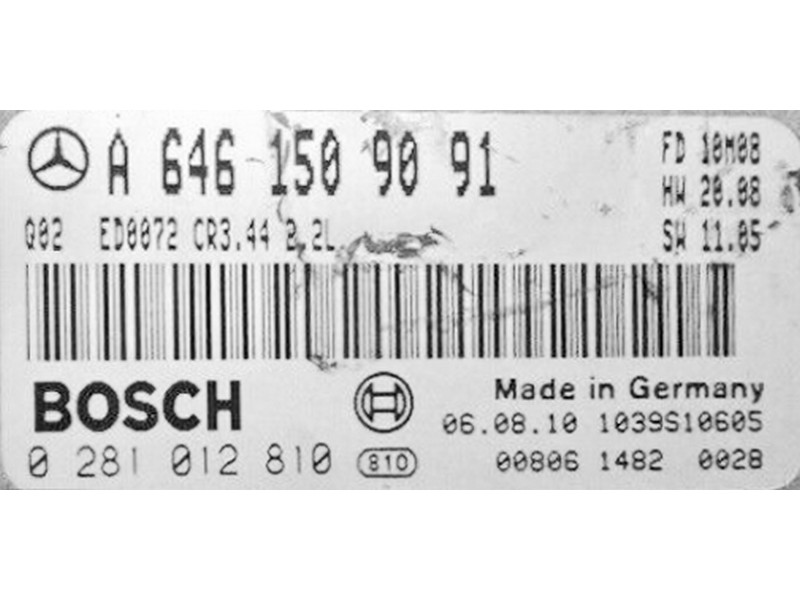 A 646 150 90 91
FD 10M08
HW 20.08
Q02 ED0072 CR3.44 2.2L
SW 11.05
BOSCH
Made in Germany
06.08.10 1039S10605
0 281 012 810 810
00806 1482 0028